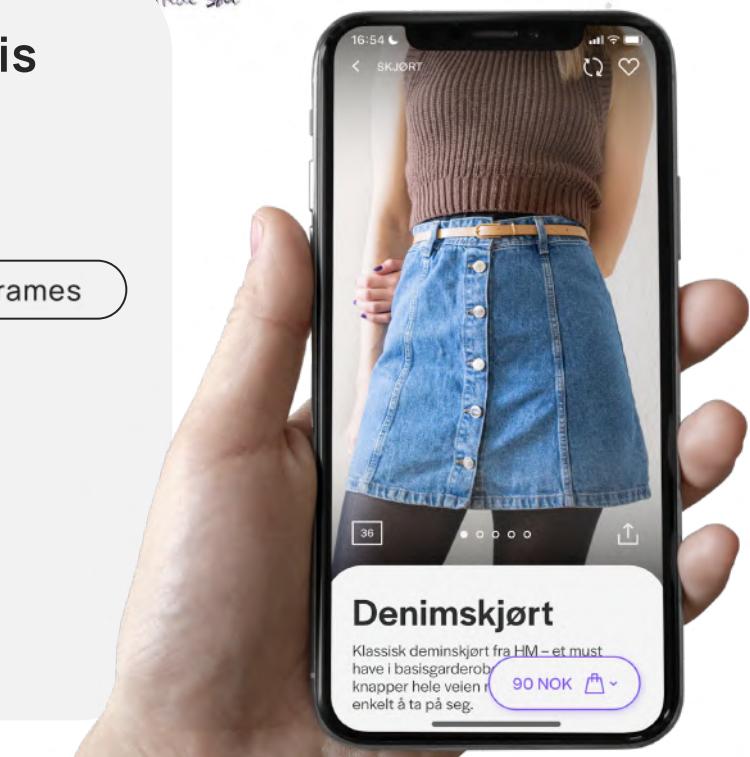 is
rames
16:54
SKJØRT
36
Denimskjørt
Klassisk deminskjørt fra HM – et must
have i basisgarderob
knapper hele veien
enkelt å ta på seg.
90 NOK